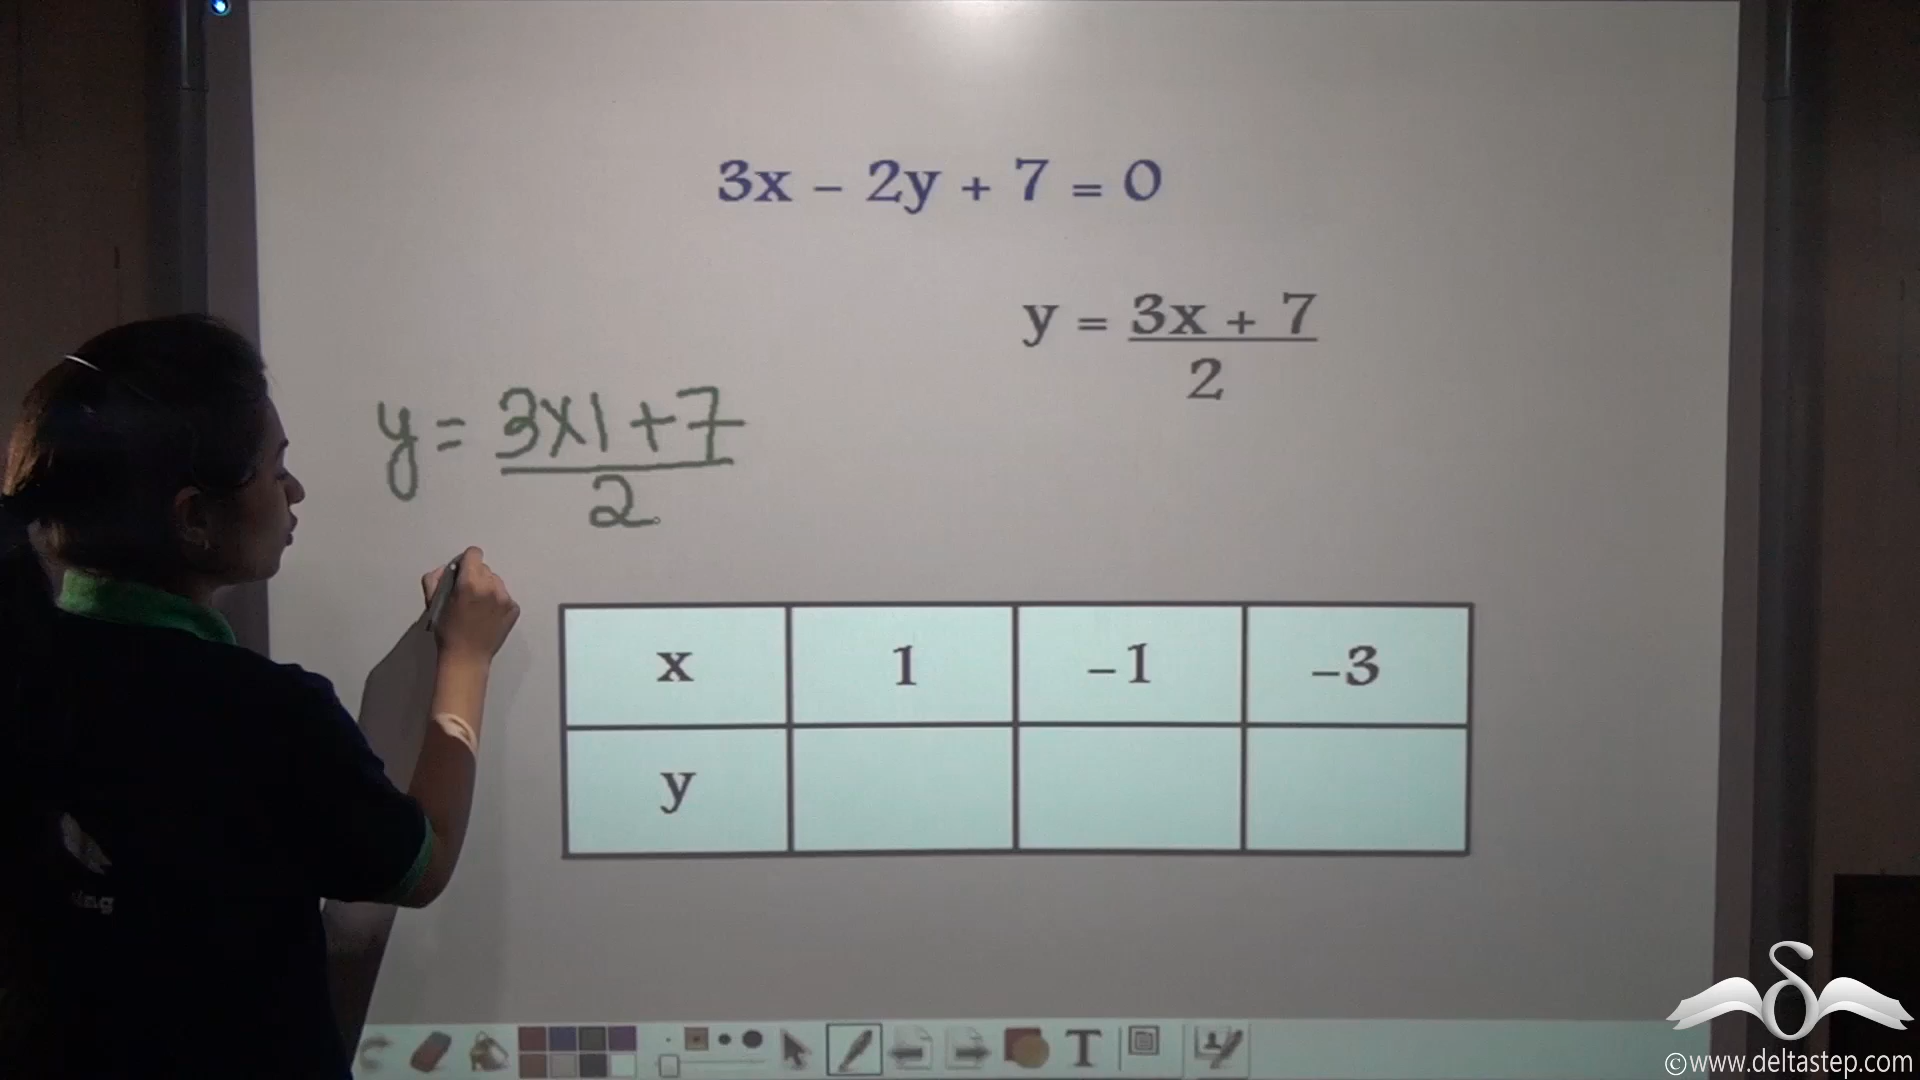 3x – 2y + 7 = 0
y = 3x + 7
2
y = 3x1+7
2
x 1 –1 –3
y
T
©www.deltastep.com